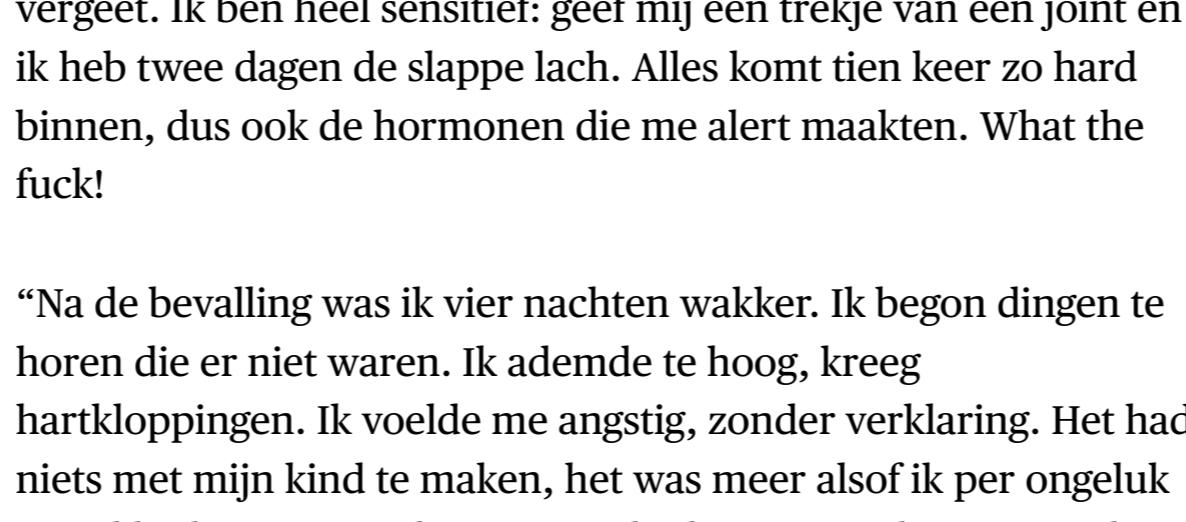 vergeet. Ik ben heel sensitief: geef mij een trekje van een joint en
ik heb twee dagen de slappe lach. Alles komt tien keer zo hard
binnen, dus ook de hormonen die me alert maakten. What the
fuck!
“Na de bevalling was ik vier nachten wakker. Ik begon dingen te
horen die er niet waren. Ik ademde te hoog, kreeg
hartkloppingen. Ik voelde me angstig, zonder verklaring. Het had
niets met mijn kind te maken, het was meer alsof ik per ongeluk